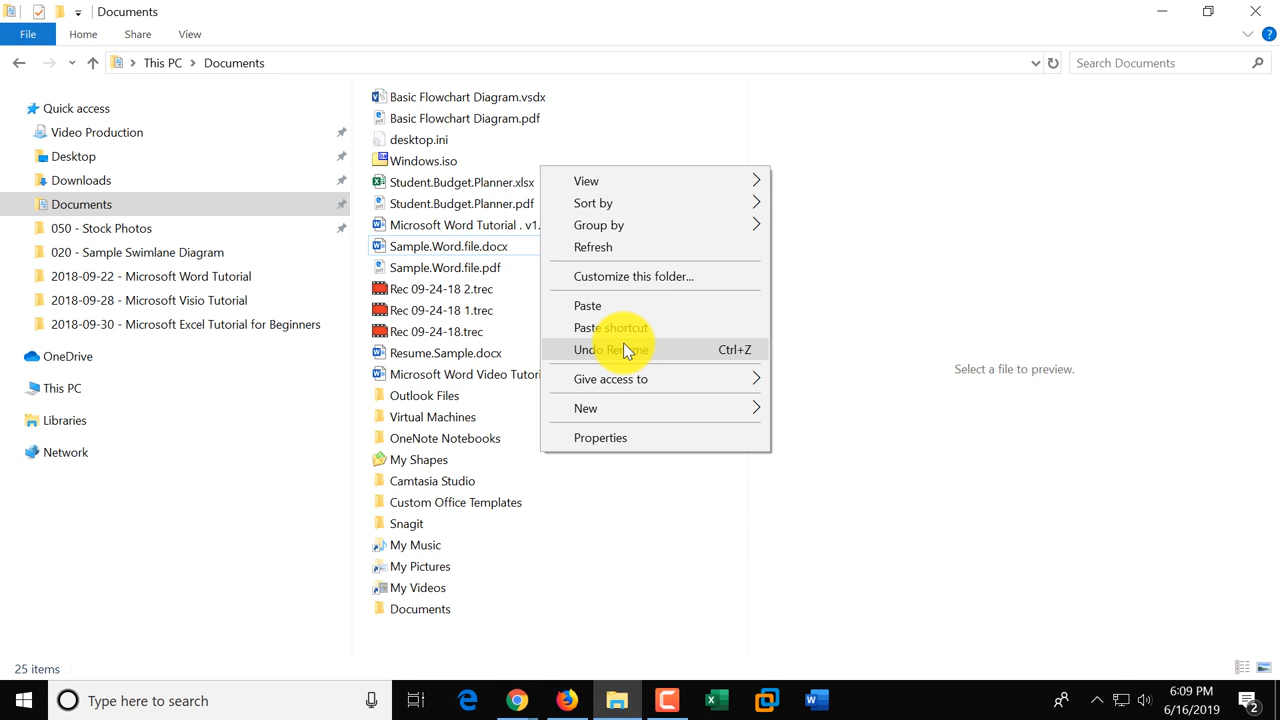 Documents
File Home Share View
This PC Documents Search Documents
Quick access
Video Production
Desktop
Downloads
Documents
050 - Stock Photos
020 - Sample Swimlane Diagram
2018-09-22 - Microsoft Word Tutorial
2018-09-28 - Microsoft Visio Tutorial
2018-09-30 - Microsoft Excel Tutorial for Beginners
OneDrive
This PC
Libraries
Network
Basic Flowchart Diagram.vsdx
Basic Flowchart Diagram.pdf
desktop.ini
Windows.iso
Student.Budget.Planner.xlsx
Student.Budget.Planner.pdf
Microsoft Word Tutorial . v1.
Sample.Word.file.docx
Sample.Word.file.pdf
Rec 09-24-18 2.trec
Rec 09-24-18 1.trec
Rec 09-24-18.trec
Resume.Sample.docx
Microsoft Word Video Tutori
Outlook Files
Virtual Machines
OneNote Notebooks
My Shapes
Camtasia Studio
Custom Office Templates
Snagit
My Music
My Pictures
My Videos
Documents
View
Sort by
Group by
Refresh
Customize this folder...
Paste
Paste shortcut
Undo Rename Ctrl+Z
Give access to
New
Properties
Select a file to preview.
25 items
Type here to search
6:09 PM
6/16/2019
2